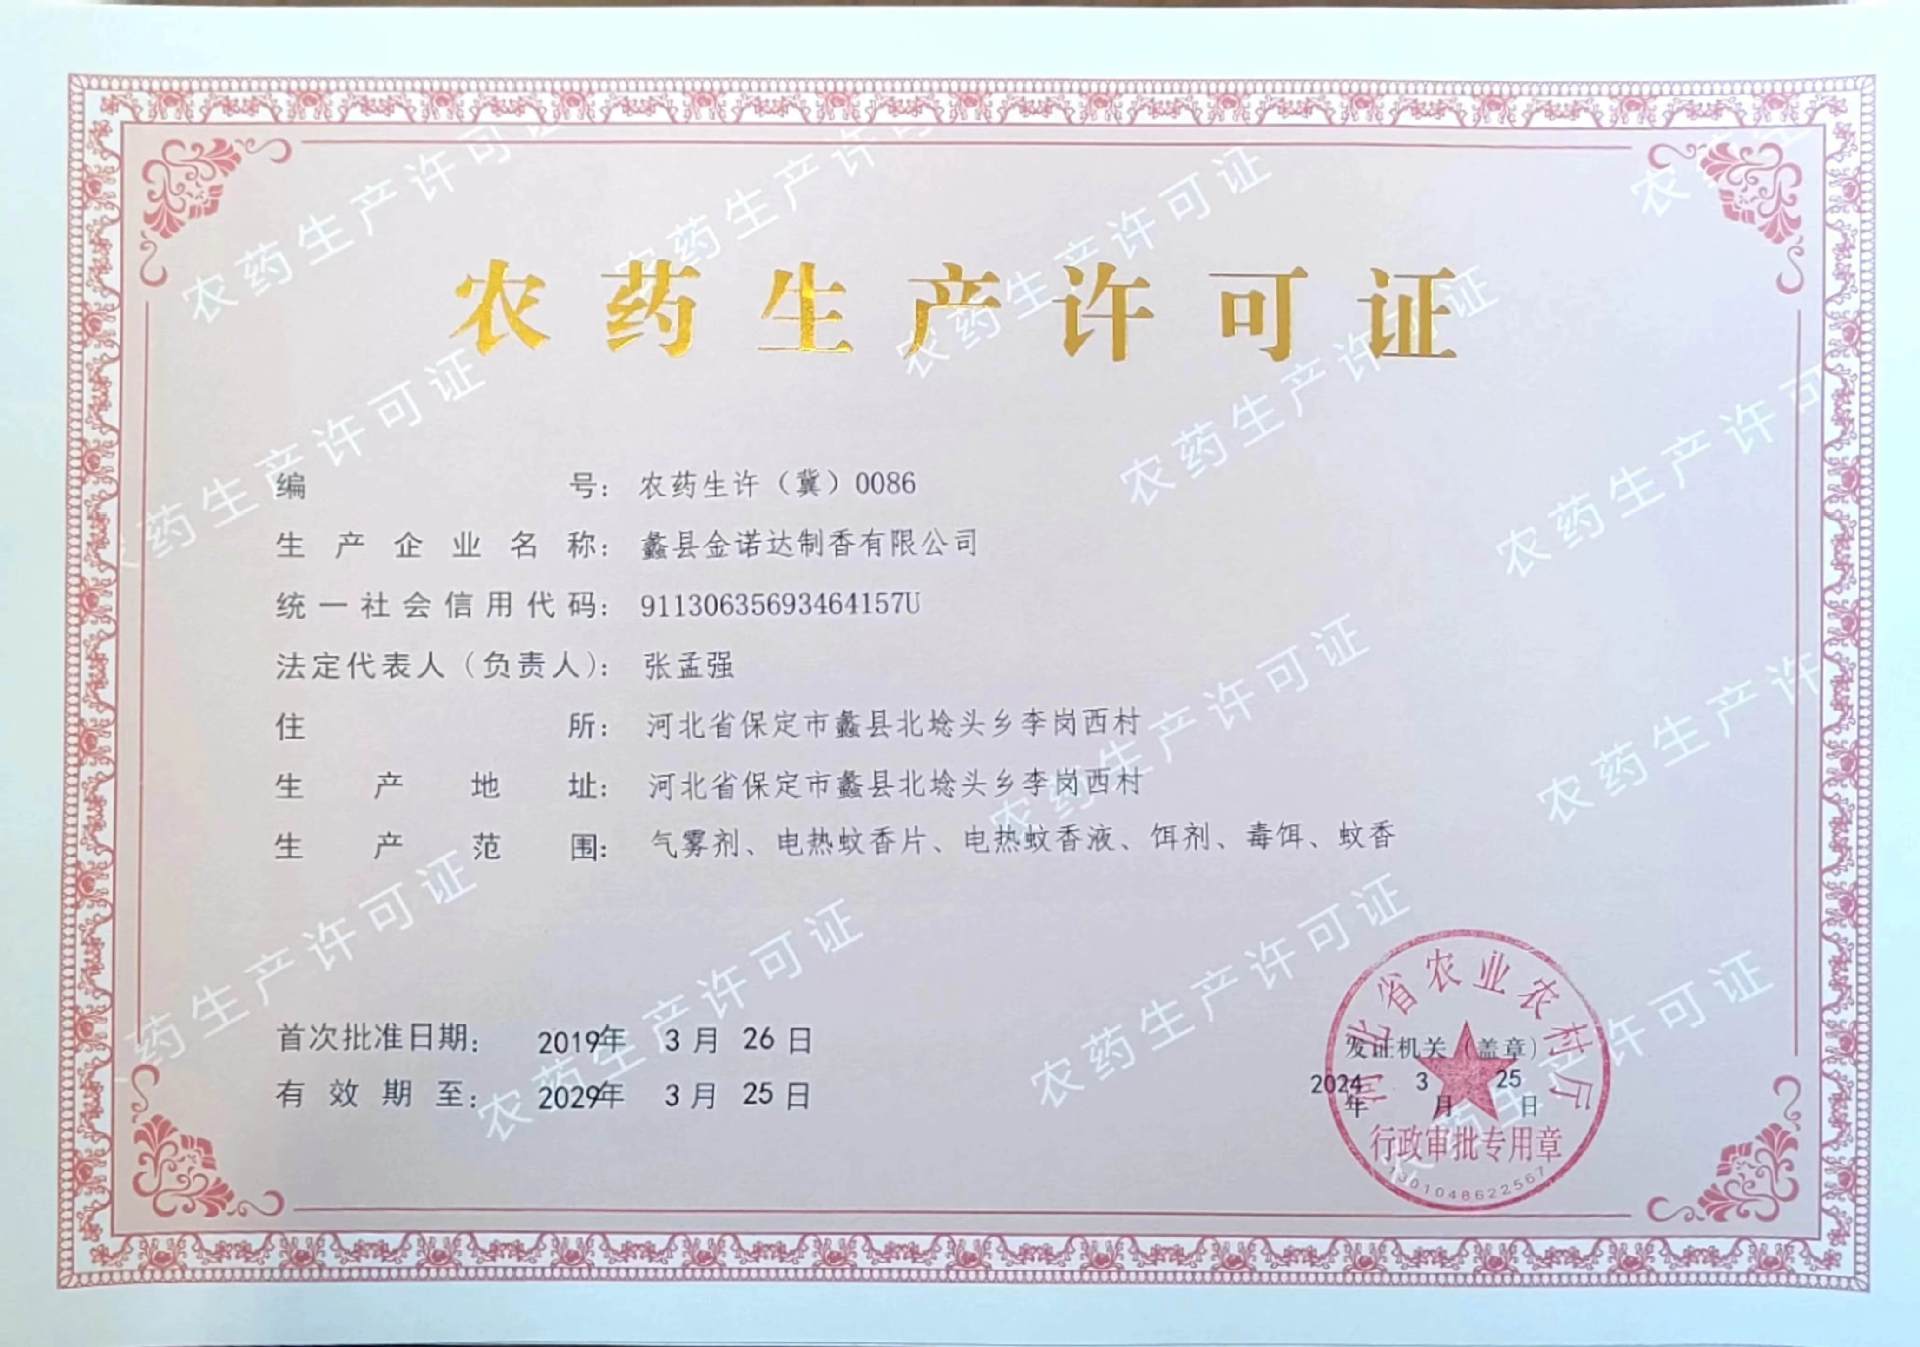 农药生产许可证
编号：农药生许（冀）0086
生产企业名称：蠡县金诺达制香有限公司
统一社会信用代码：91130635693464157U
法定代表人（负责人）：张孟强
住所：河北省保定市蠡县北埝头乡李岗西村
生产地址：河北省保定市蠡县北埝头乡李岗西村
生产范围：气雾剂、电热蚊香片、电热蚊香液、饵剂、毒饵、蚊香
首次批准日期：2019年 3月 26日
有效期至：2029年 3月 25日
河北省农业农村厅
发证机关（盖章）
2024年 3月 25日
行政审批专用章
1301048622567